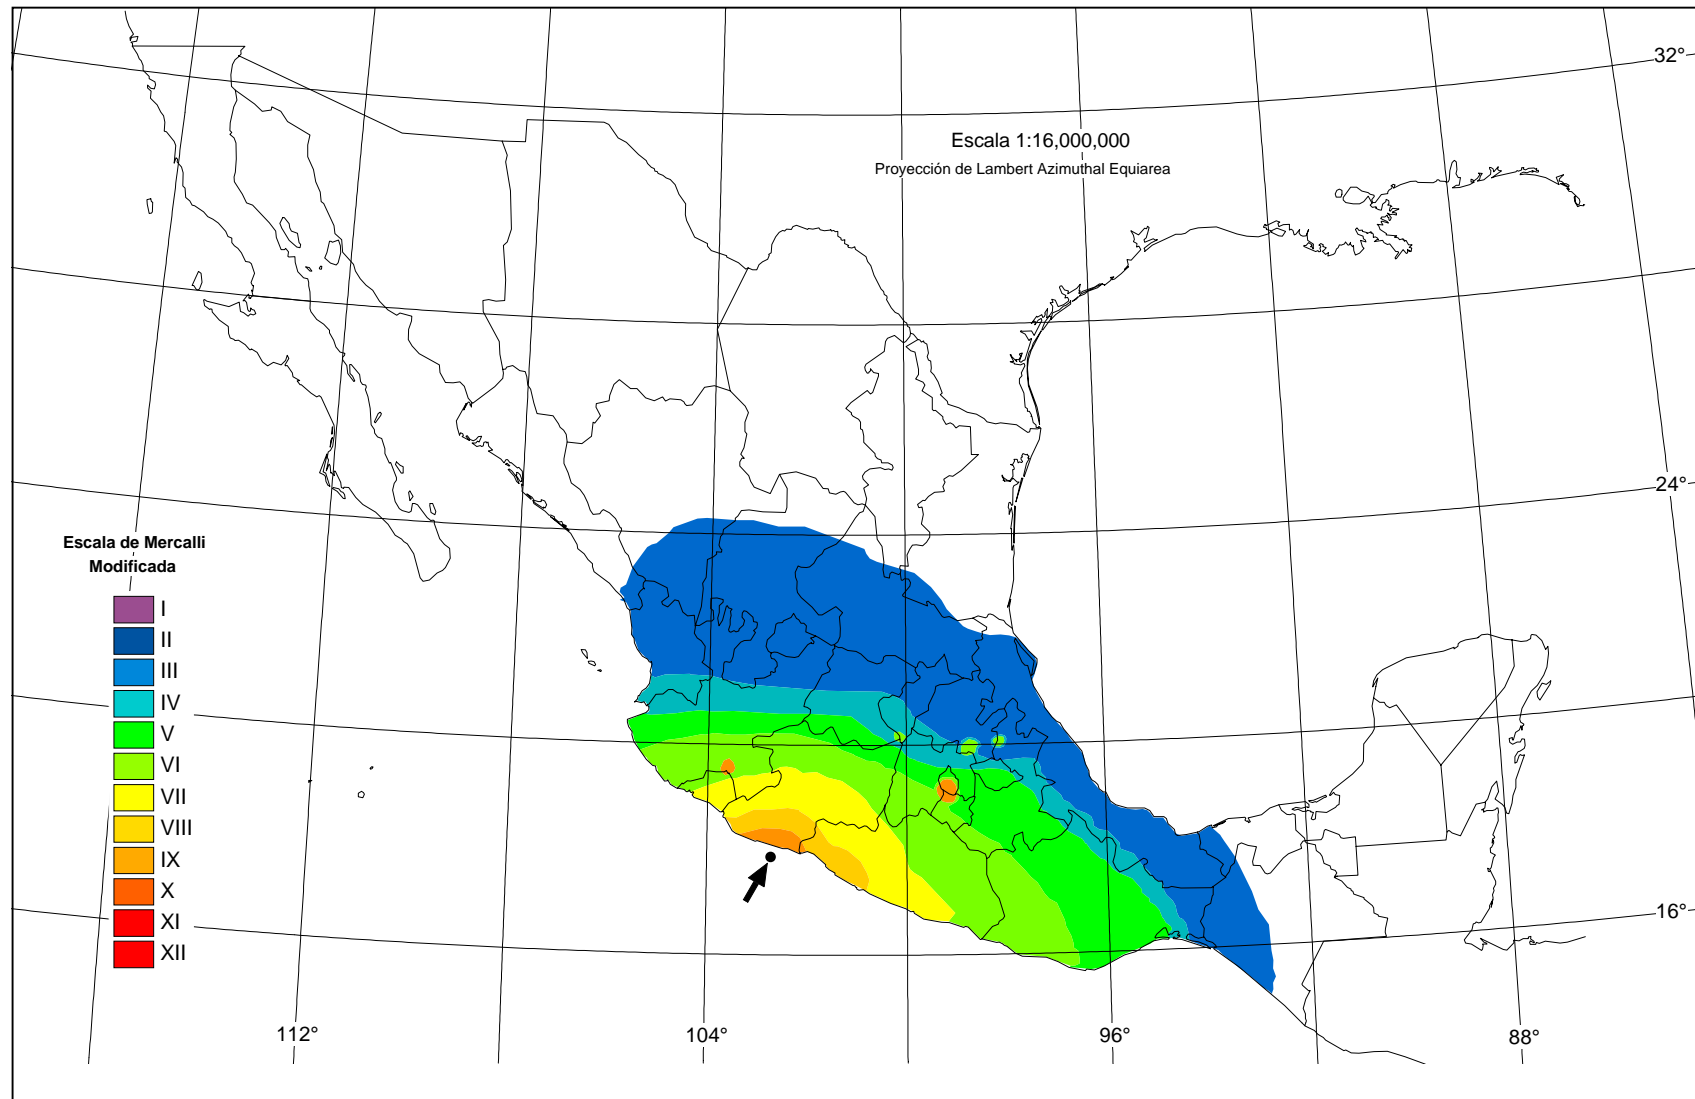 32°
Escala 1:16,000,000
Proyección de Lambert Azimuthal Equiarea
24°
Escala de Mercalli
Modificada
I
II
III
IV
V
VI
VII
VIII
IX
X
XI
XII
16°
112°
104°
96°
88°